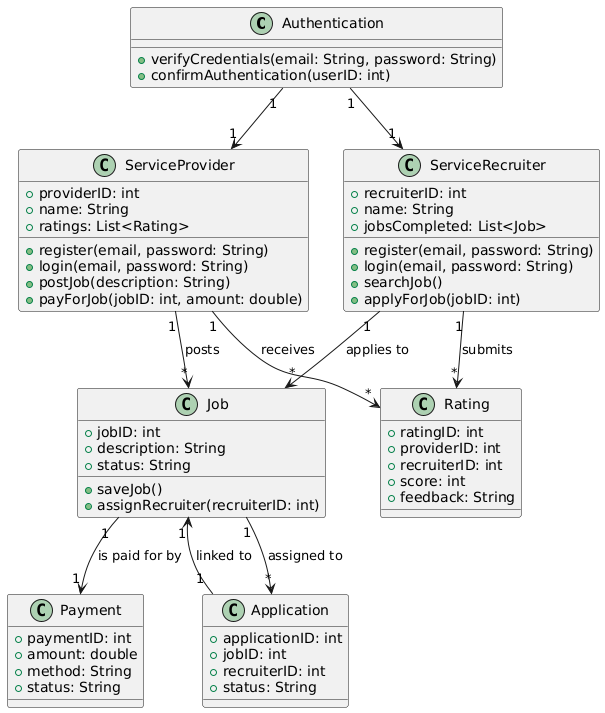 C Authentication
verifyCredentials(email: String, password: String)
confirmAuthentication(userID: int)
1 1
1 1
C ServiceProvider
providerID: int
name: String
ratings: List<Rating>
register(email, password: String)
login(email, password: String)
postJob(description: String)
payForJob(jobID: int, amount: double)
C ServiceRecruiter
recruiterID: int
name: String
jobsCompleted: List<Job>
register(email, password: String)
login(email, password: String)
searchJob()
applyForJob(jobID: int)
1 1 1 1
posts receives applies to submits
* * * *
C Job
jobID: int
description: String
status: String
saveJob()
assignRecruiter(recruiterID: int)
C Rating
ratingID: int
providerID: int
recruiterID: int
score: int
feedback: String
1 1 1
is paid for by linked to assigned to
1 1 *
C Payment
paymentID: int
amount: double
method: String
status: String
C Application
applicationID: int
jobID: int
recruiterID: int
status: String